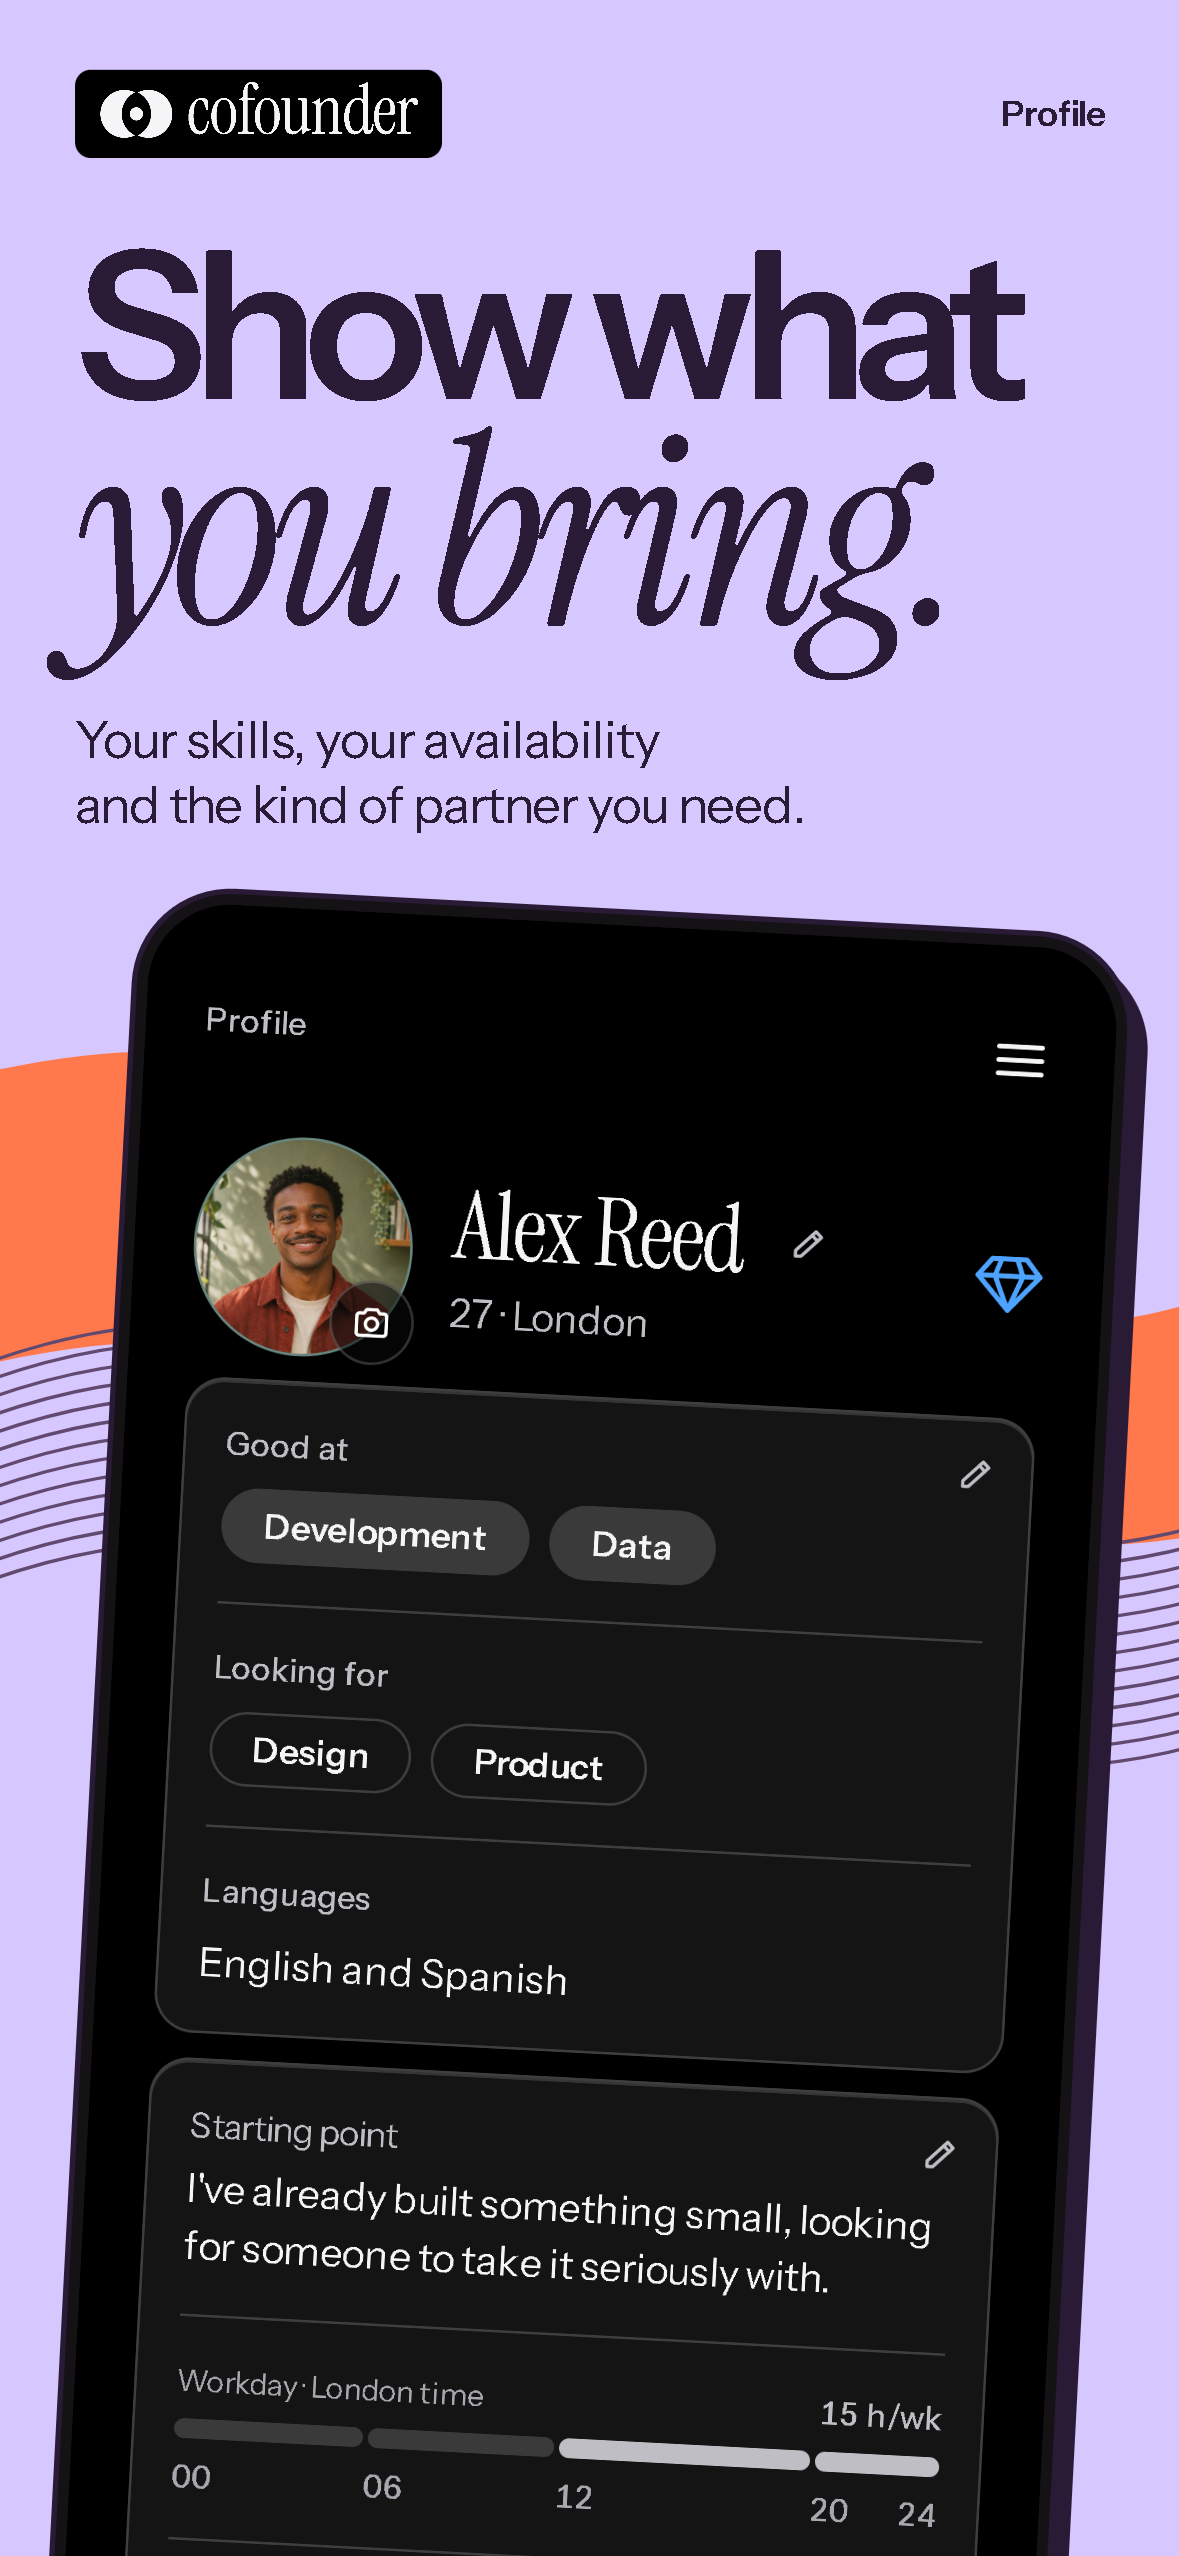 cofounder
Profile
Show what
you bring.
Your skills, your availability
and the kind of partner you need.
Profile
Alex Reed
27 · London
Good at
Development
Data
Looking for
Design
Product
Languages
English and Spanish
Starting point
I've already built something small, looking
for someone to take it seriously with.
Workday · London time
15 h/wk
00 06 12 20 24